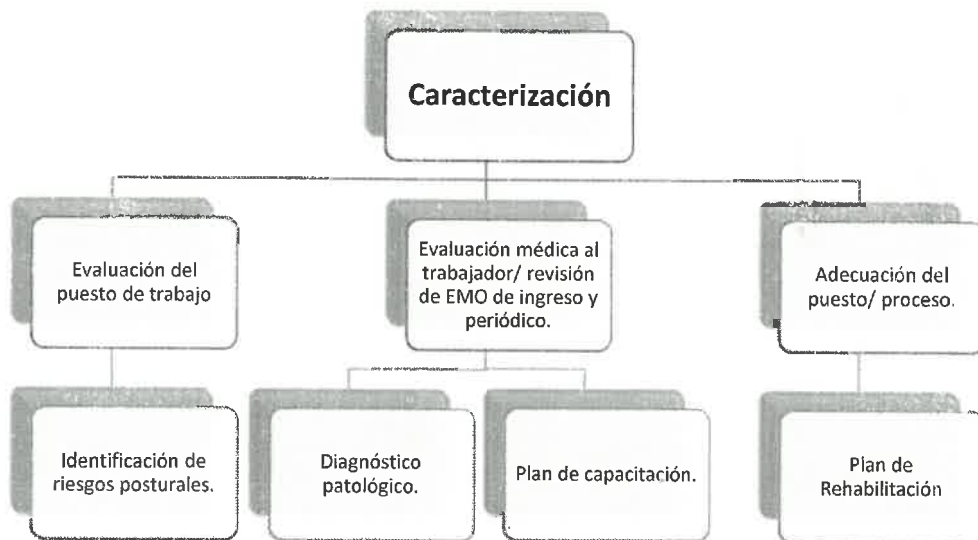 Caracterización
Evaluación del
puesto de trabajo
Evaluación médica al
trabajador/ revisión
de EMO de ingreso y
periódico.
Adecuación del
puesto/ proceso.
Identificación de
riesgos posturales.
Diagnóstico
patológico.
Plan de capacitación.
Plan de
Rehabilitación